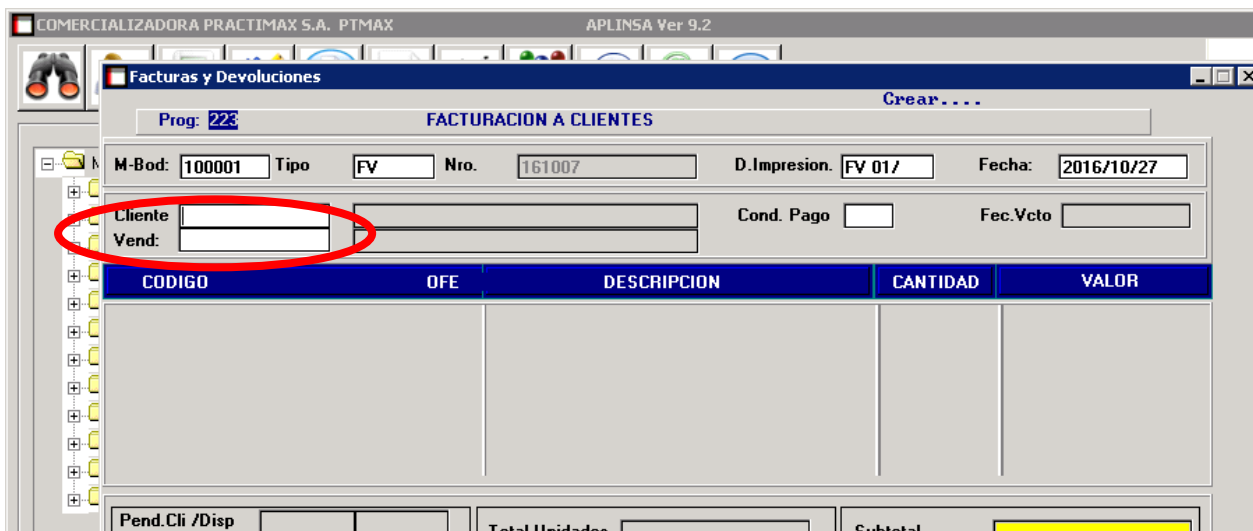 COMERCIALIZADORA PRACTIMAX S.A. PTMAX APLINSA Ver 9.2
Facturas y Devoluciones
Crear....
Prog: 223 FACTURACION A CLIENTES
M-Bod: 100001 Tipo FV Nro. 161007 D.Impresion. FV 01/ Fecha: 2016/10/27
Cliente Cond. Pago Fec.Vcto
Vend:
CODIGO OFE DESCRIPCION CANTIDAD VALOR
Pend.Cli /Disp
Total Unidades Subtotal